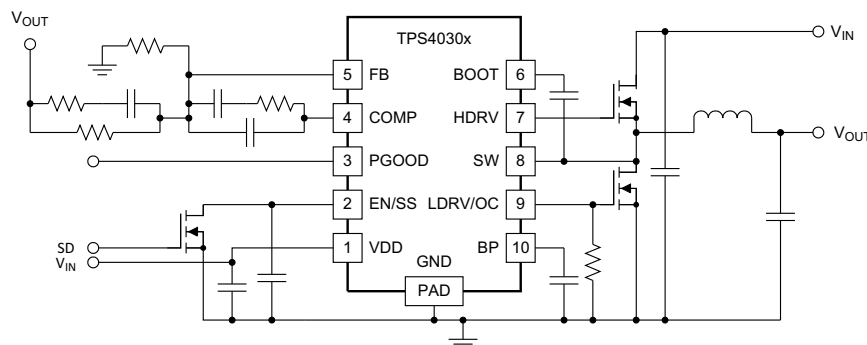 VOUT
TPS4030x
VIN
5 FB BOOT 6
4 COMP HDRV 7
3 PGOOD SW 8
VOUT
2 EN/SS LDRV/OC 9
SD
VIN
1 VDD BP 10
GND
PAD